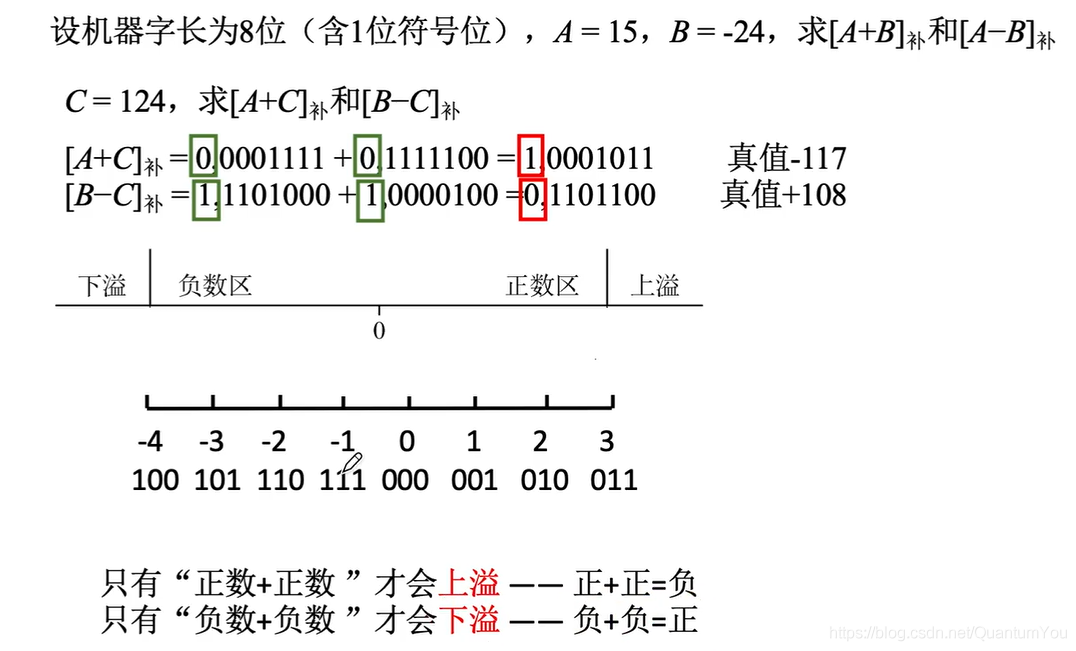 设机器字长为8位（含1位符号位），A = 15，B = -24，求[A+B]补和[A−B]补
C = 124，求[A+C]补和[B−C]补
[A+C]补 = 0,0001111 + 0,1111100 = 1,0001011 真值-117
[B−C]补 = 1,1101000 + 1,0000100 =0,1101100 真值+108
下溢 负数区 正数区 上溢
0
-4 -3 -2 -1 0 1 2 3
100 101 110 111 000 001 010 011
只有“正数+正数 ”才会上溢 —— 正+正=负
只有“负数+负数 ”才会下溢 —— 负+负=正
https://blog.csdn.net/QuantumYou